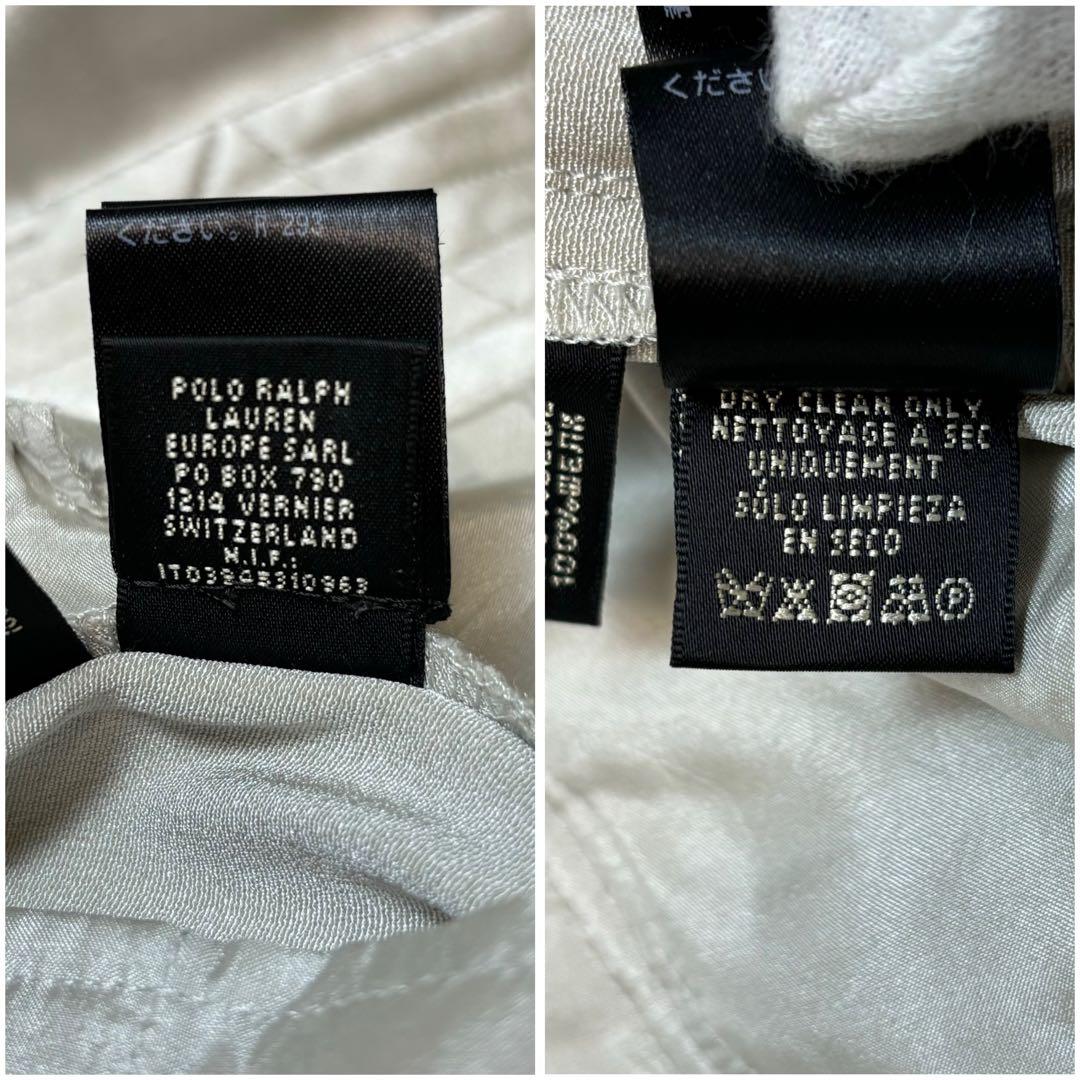 ください。
POLO RALPH
LAUREN
EUROPE SARL
PO BOX 790
1214 VERNIER
SWITZERLAND
N.I.F.:
ください
100%
DRY CLEAN ONLY
NETTOYAGE A SEC
UNIQUEMENT
SÓLO LIMPIEZA
EN SECO
P